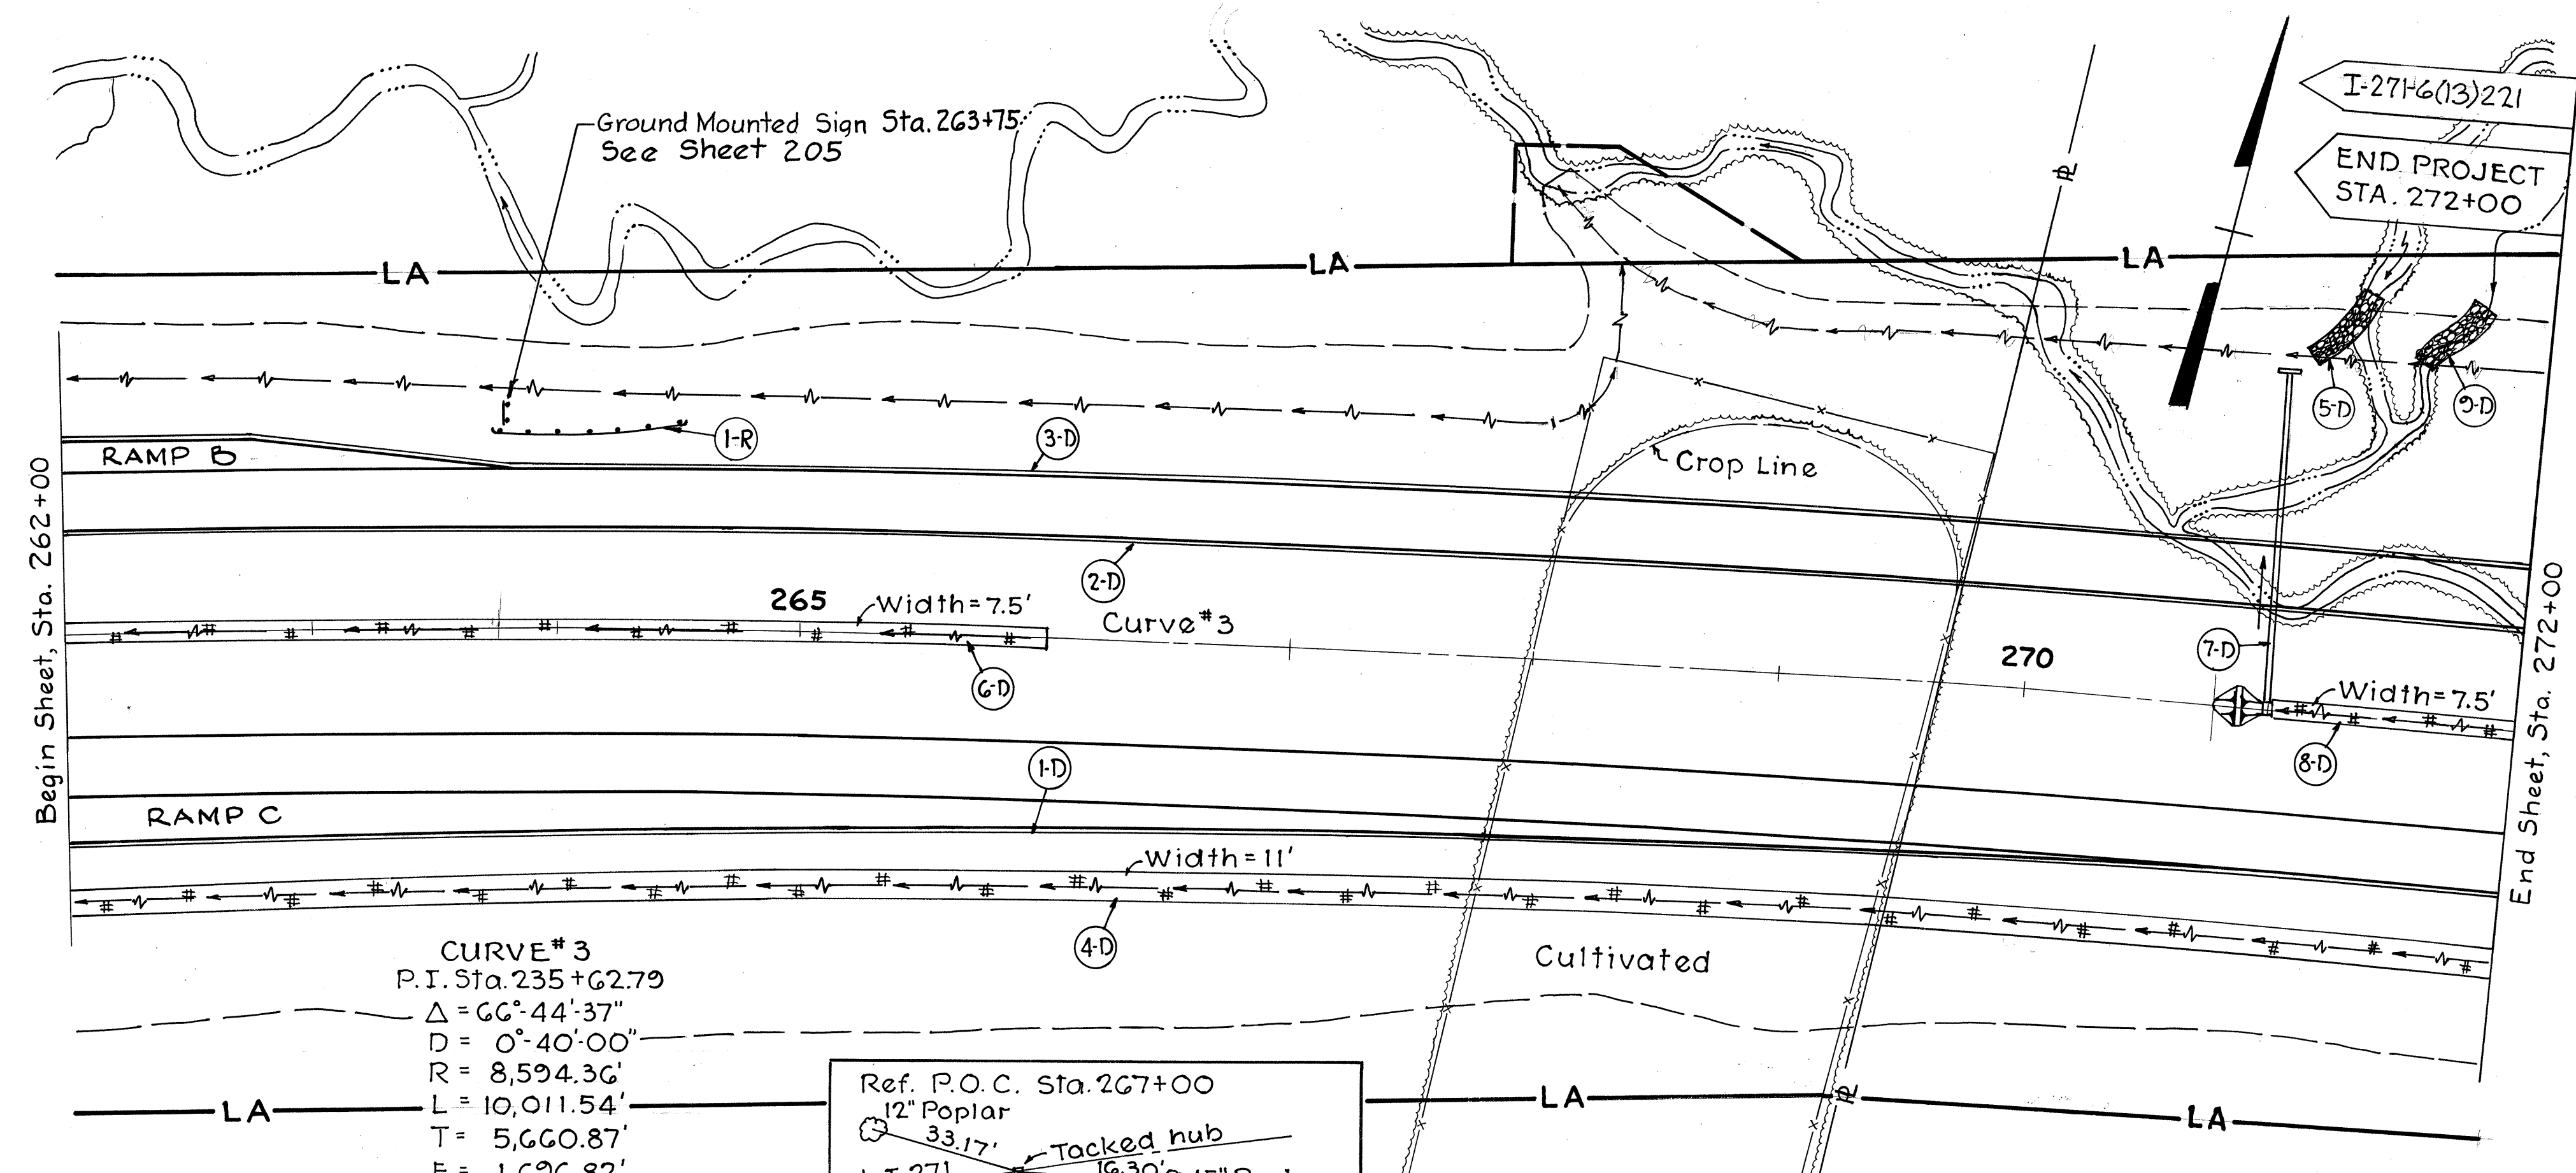 I-271-6(13)221
END PROJECT
STA. 272+00
Ground Mounted Sign Sta. 263+75
See Sheet 205
LA
LA
LA
RAMP B
1-R
3-D
Crop Line
5-D
9-D
2-D
265
Width=7.5'
Curve #3
6-D
270
7-D
Width=7.5'
8-D
Begin Sheet, Sta. 262+00
End Sheet, Sta. 272+00
1-D
RAMP C
Width=11'
4-D
Cultivated
CURVE #3
P.I. Sta. 235+62.79
Δ = 66°-44'-37"
D = 0°-40'-00"
R = 8,594.36'
L = 10,011.54'
T = 5,660.87'
LA
LA
LA
Ref. P.O.C. Sta. 267+00
12" Poplar
33.17'
Tacked hub
16.30'